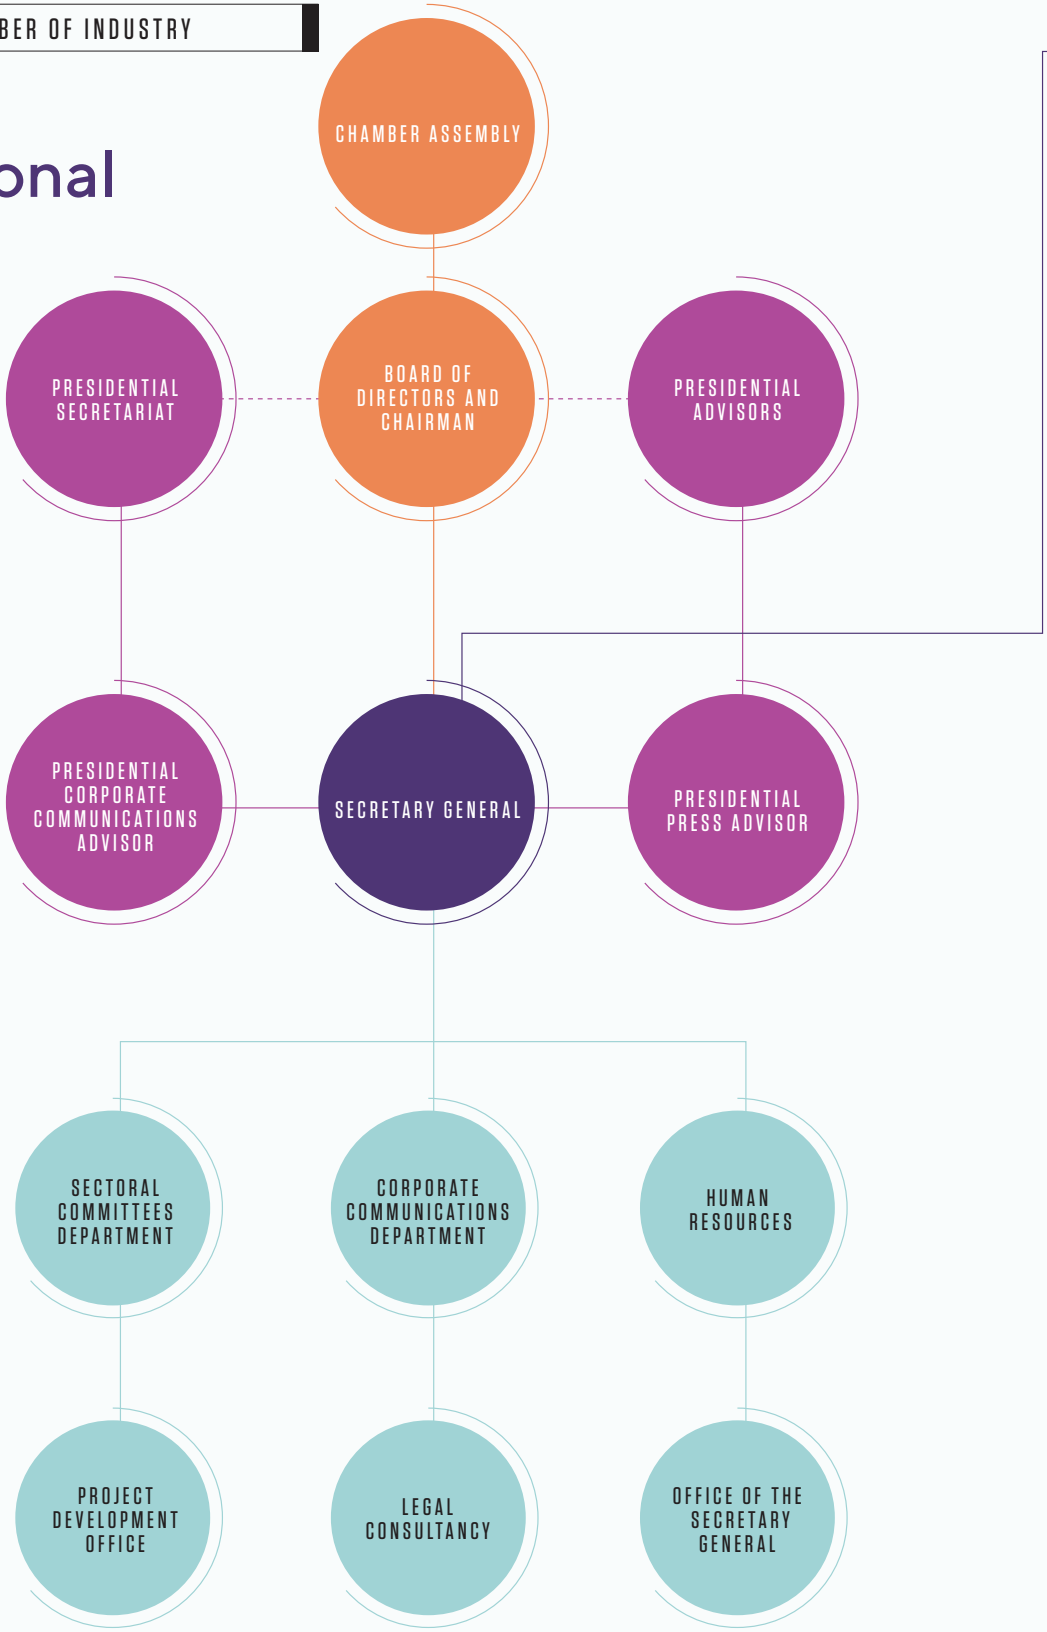 BER OF INDUSTRY
onal
CHAMBER ASSEMBLY
PRESIDENTIAL
SECRETARIAT
BOARD OF
DIRECTORS AND
CHAIRMAN
PRESIDENTIAL
ADVISORS
PRESIDENTIAL
CORPORATE
COMMUNICATIONS
ADVISOR
SECRETARY GENERAL
PRESIDENTIAL
PRESS ADVISOR
SECTORAL
COMMITTEES
DEPARTMENT
CORPORATE
COMMUNICATIONS
DEPARTMENT
HUMAN
RESOURCES
PROJECT
DEVELOPMENT
OFFICE
LEGAL
CONSULTANCY
OFFICE OF THE
SECRETARY
GENERAL